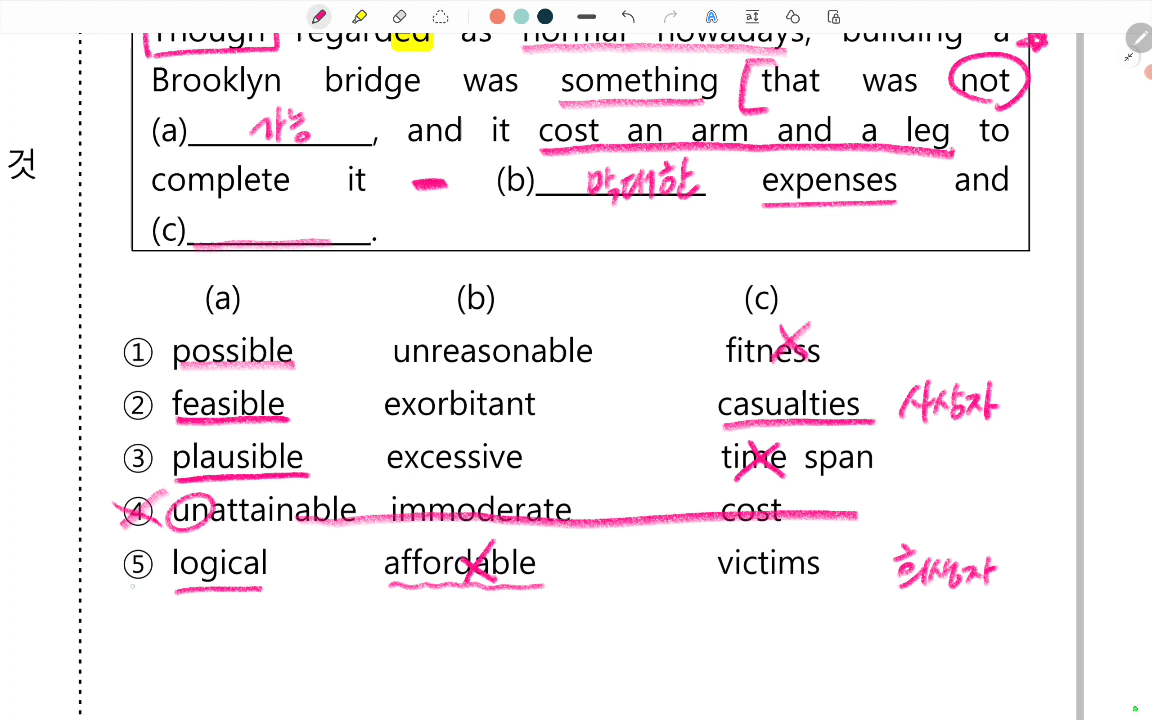 Though regarded as normal nowadays, building a
Brooklyn bridge was something that was not
(a) 가능 , and it cost an arm and a leg to
complete it (b) 막대한 expenses and
(c) .
것
(a) (b) (c)
① possible unreasonable fitness
② feasible exorbitant casualties 사상자
③ plausible excessive time span
④ unattainable immoderate cost
⑤ logical affordable victims 희생자